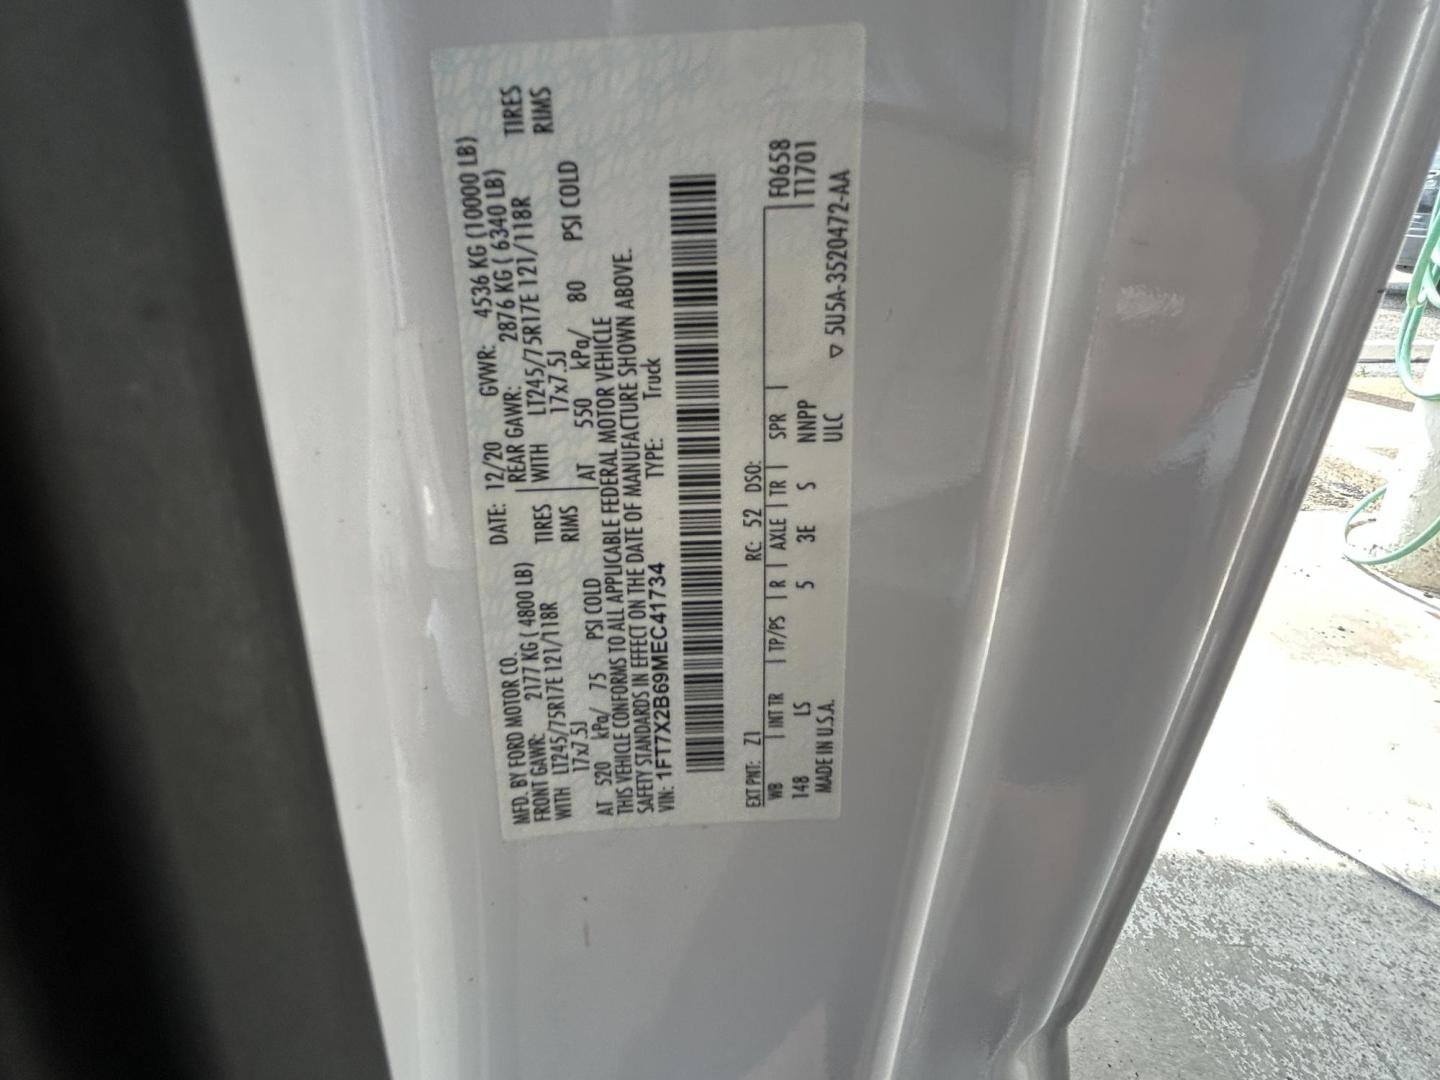 MFD. BY FORD MOTOR CO.
DATE: 12/20 GVWR: 4536 KG (10000 LB)
FRONT GAWR: 2177 KG ( 4800 LB) REAR GAWR: 2876 KG ( 6340 LB)
WITH LT245/75R17E 121/118R TIRES WITH LT245/75R17E 121/118R TIRES
17x7.5J RIMS 17x7.5J RIMS
AT 520 kPa/ 75 PSI COLD AT 550 kPa/ 80 PSI COLD
THIS VEHICLE CONFORMS TO ALL APPLICABLE FEDERAL MOTOR VEHICLE
SAFETY STANDARDS IN EFFECT ON THE DATE OF MANUFACTURE SHOWN ABOVE.
VIN: 1FT7X2B69MEC41734 TYPE: Truck
EXT PNT: Z1 RC: 52 DSO:
WB INT TR TP/PS R AXLE TR SPR F0658
148 LS 5 3E S NNPP T1701
MADE IN U.S.A. ULC ▽ 5U5A-3520472-AA